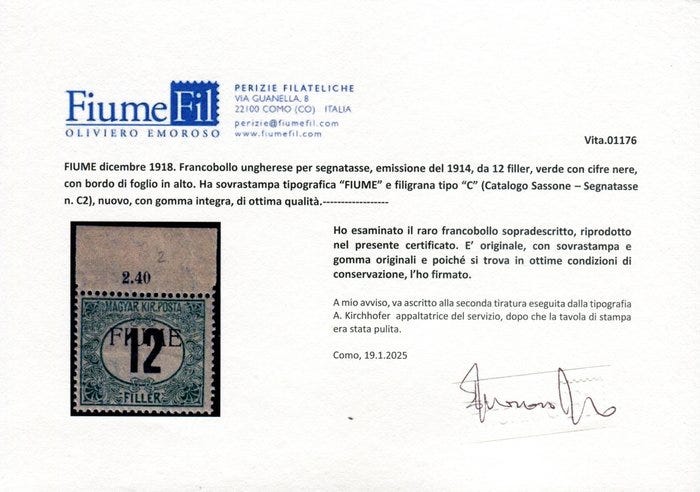 FiumeFil
OLIVIERO EMOROSO
PERIZIE FILATELICHE
VIA GUANELLA, 8
22100 COMO (CO) ITALIA
perizie@fiumefil.com
www.fiumefil.com
Vita.01176
FIUME dicembre 1918. Francobollo ungherese per segnatasse, emissione del 1914, da 12 filler, verde con cifre nere,
con bordo di foglio in alto. Ha sovrastampa tipografica “FIUME” e filigrana tipo “C” (Catalogo Sassone – Segnatasse
n. C2), nuovo, con gomma integra, di ottima qualità.------------------
Ho esaminato il raro francobollo sopradescritto, riprodotto
nel presente certificato. E’ originale, con sovrastampa e
gomma originali e poiché si trova in ottime condizioni di
conservazione, l’ho firmato.
A mio avviso, va ascritto alla seconda tiratura eseguita dalla tipografia
A. Kirchhofer appaltatrice del servizio, dopo che la tavola di stampa
era stata pulita.
Como, 19.1.2025
2
2.40
MAGYAR KIR. POSTA
FIUME
12
FILLER